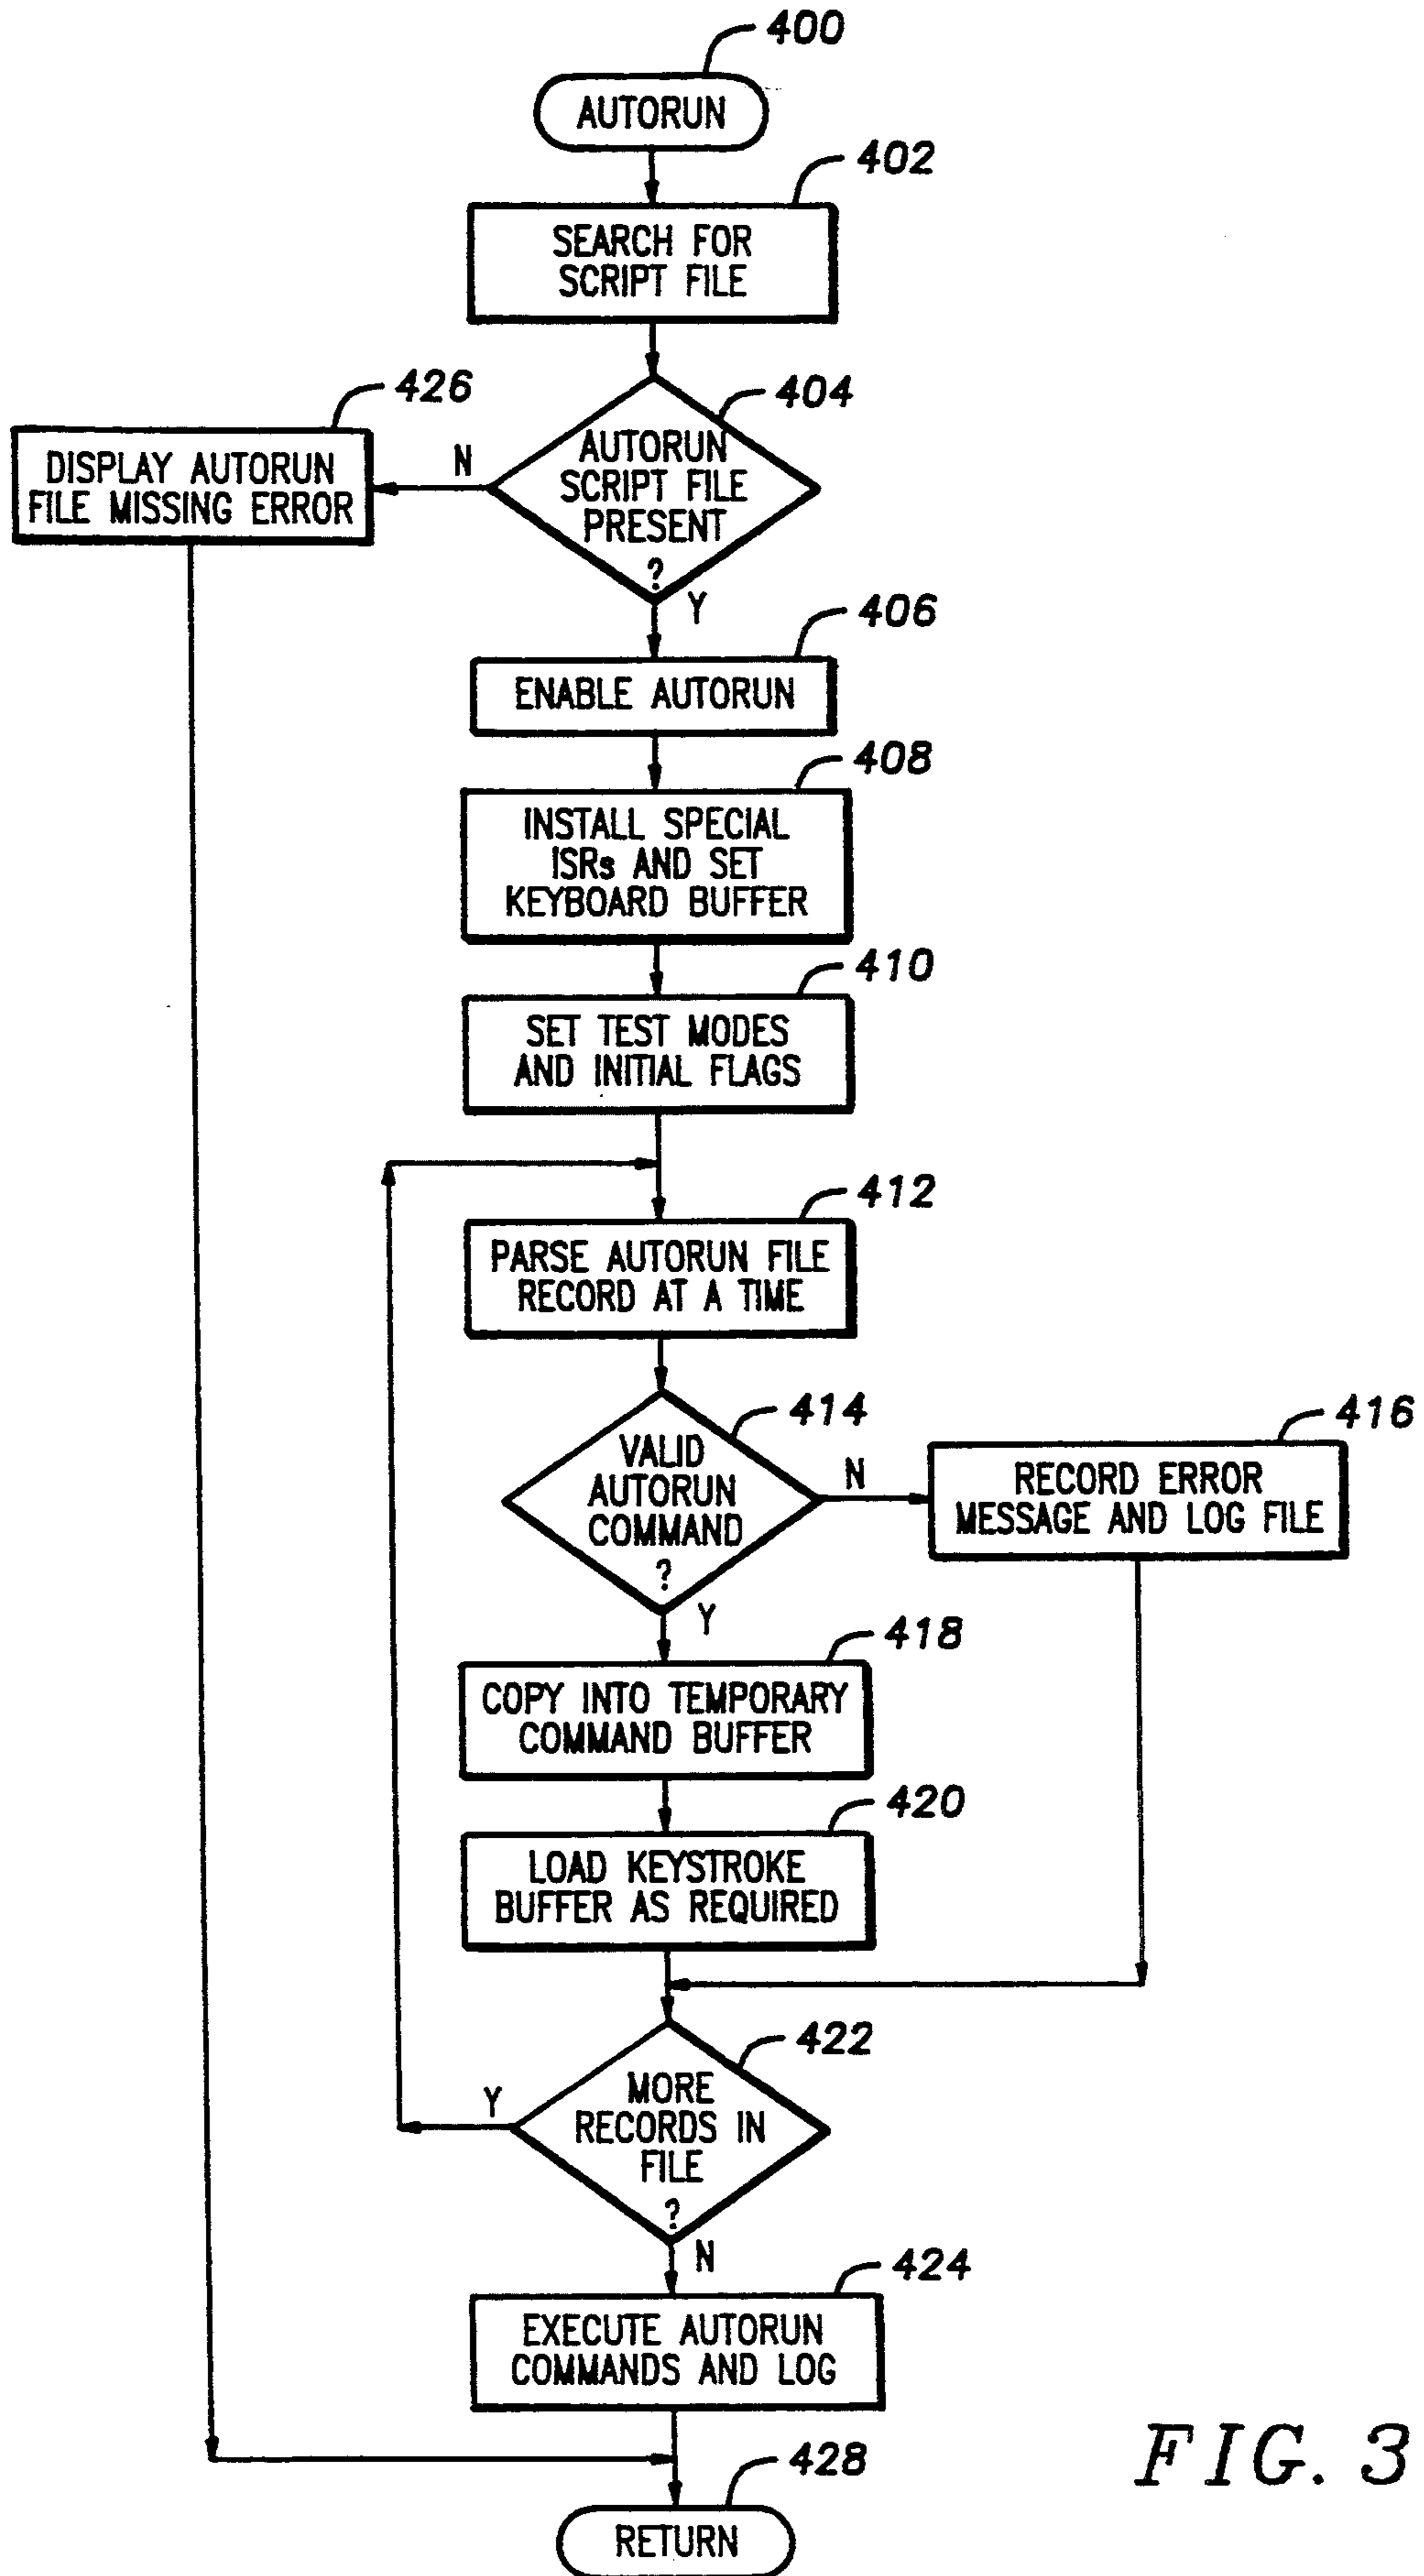 400
AUTORUN
402
SEARCH FOR
SCRIPT FILE
426
DISPLAY AUTORUN
FILE MISSING ERROR
N
404
AUTORUN
SCRIPT FILE
PRESENT
?
Y
406
ENABLE AUTORUN
408
INSTALL SPECIAL
ISRs AND SET
KEYBOARD BUFFER
410
SET TEST MODES
AND INITIAL FLAGS
412
PARSE AUTORUN FILE
RECORD AT A TIME
414
VALID
AUTORUN
COMMAND
?
N
416
RECORD ERROR
MESSAGE AND LOG FILE
Y
418
COPY INTO TEMPORARY
COMMAND BUFFER
420
LOAD KEYSTROKE
BUFFER AS REQUIRED
422
Y
MORE
RECORDS IN
FILE
?
N
424
EXECUTE AUTORUN
COMMANDS AND LOG
428
RETURN
FIG. 3